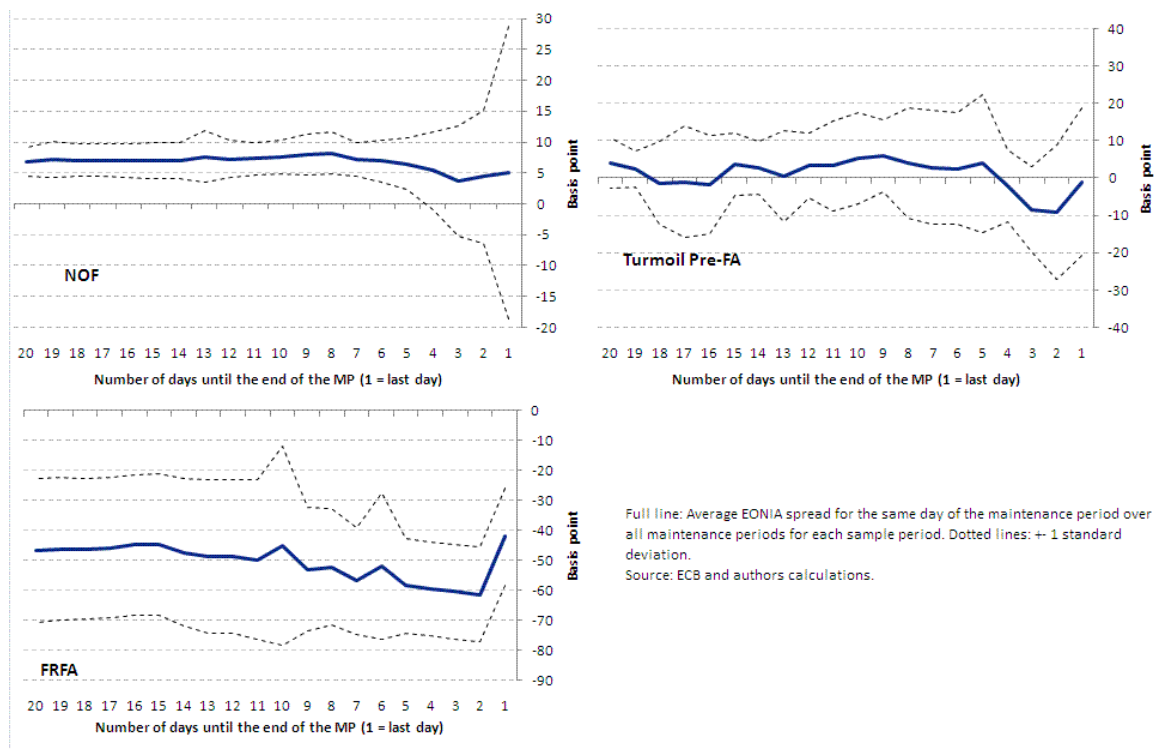 30
25
20
15
10
5
0
-5
-10
-15
-20
Basis point
NOF
20 19 18 17 16 15 14 13 12 11 10 9 8 7 6 5 4 3 2 1
Number of days until the end of the MP (1 = last day)
40
30
20
10
0
-10
-20
-30
-40
Basis point
Turmoil Pre-FA
20 19 18 17 16 15 14 13 12 11 10 9 8 7 6 5 4 3 2 1
Number of days until the end of the MP (1 = last day)
0
-10
-20
-30
-40
-50
-60
-70
-80
-90
Basis point
FRFA
20 19 18 17 16 15 14 13 12 11 10 9 8 7 6 5 4 3 2 1
Number of days until the end of the MP (1 = last day)
Full line: Average EONIA spread for the same day of the maintenance period over
all maintenance periods for each sample period. Dotted lines: +- 1 standard
deviation.
Source: ECB and authors calculations.